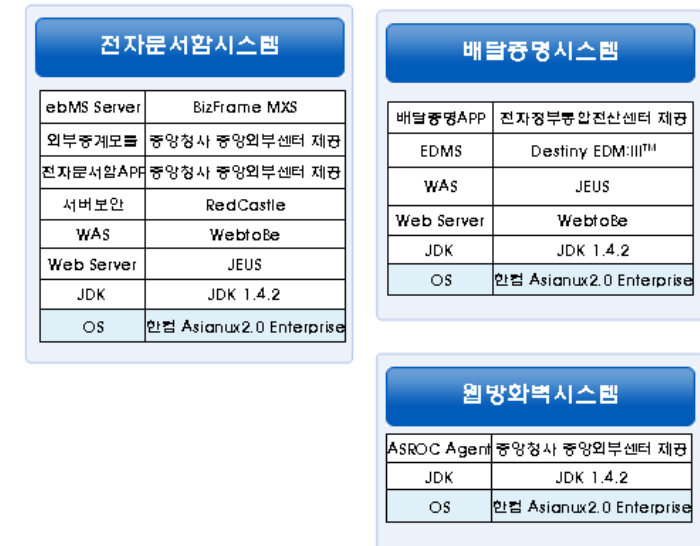 전자문서함시스템
ebMS Server BizFrame MXS
외부중계모듈 중앙청사 중앙외부센터 제공
전자문서함APP 중앙청사 중앙외부센터 제공
서버보안 RedCastle
WAS WebtoBe
Web Server JEUS
JDK JDK 1.4.2
OS 한컴 Asianux2.0 Enterprise
배달증명시스템
배달증명APP 전자정부통합전산센터 제공
EDMS Destiny EDM:III™
WAS JEUS
Web Server WebtoBe
JDK JDK 1.4.2
OS 한컴 Asianux2.0 Enterprise
웹방화벽시스템
ASROC Agent 중앙청사 중앙외부센터 제공
JDK JDK 1.4.2
OS 한컴 Asianux2.0 Enterprise